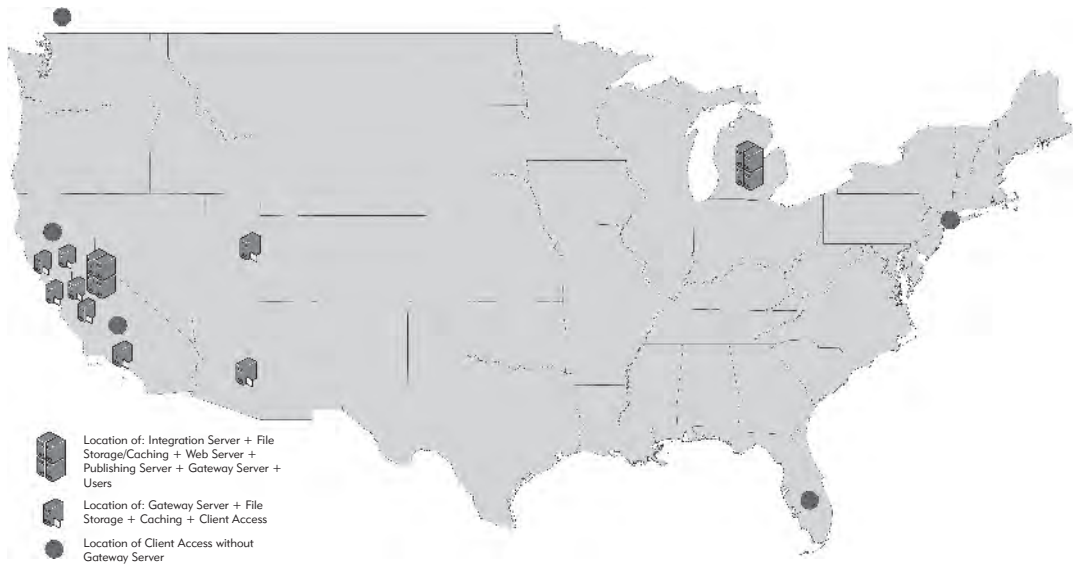 Location of: Integration Server + File
Storage/Caching + Web Server +
Publishing Server + Gateway Server +
Users
Location of: Gateway Server + File
Storage + Caching + Client Access
Location of Client Access without
Gateway Server